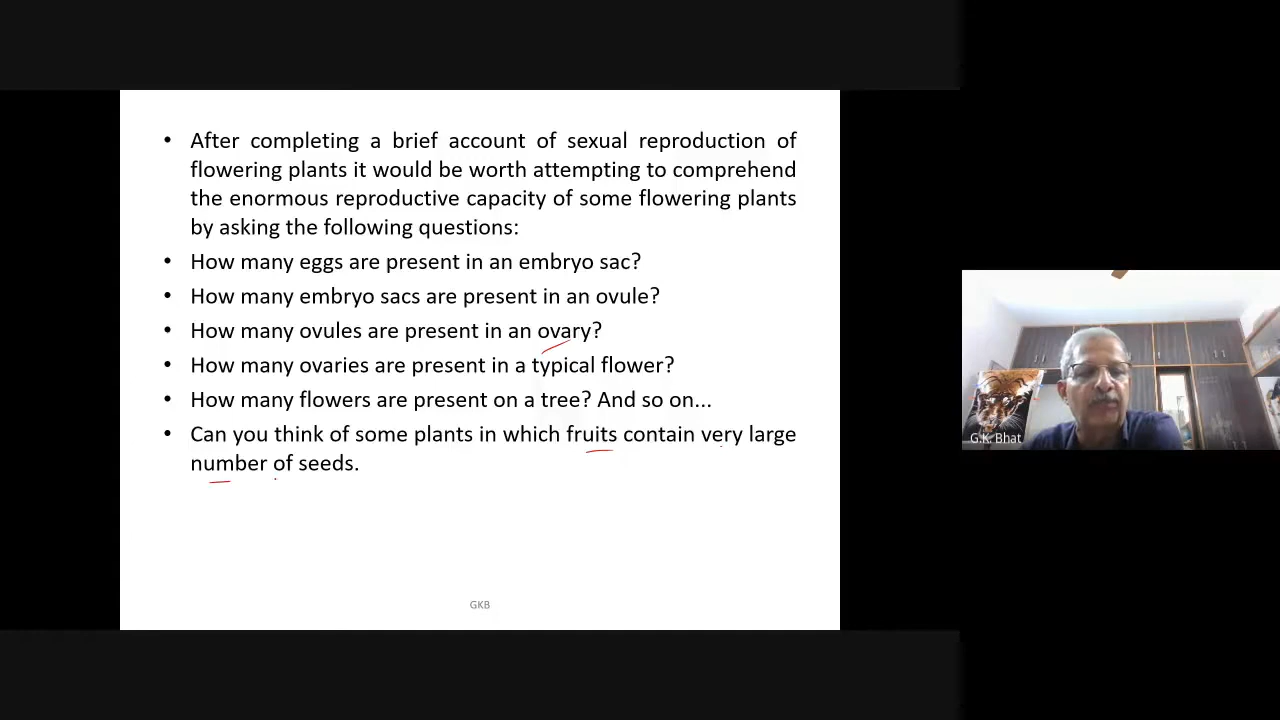 • After completing a brief account of sexual reproduction of
flowering plants it would be worth attempting to comprehend
the enormous reproductive capacity of some flowering plants
by asking the following questions:
• How many eggs are present in an embryo sac?
• How many embryo sacs are present in an ovule?
• How many ovules are present in an ovary?
• How many ovaries are present in a typical flower?
• How many flowers are present on a tree? And so on...
• Can you think of some plants in which fruits contain very large
number of seeds.
GKB
G.K. Bhat